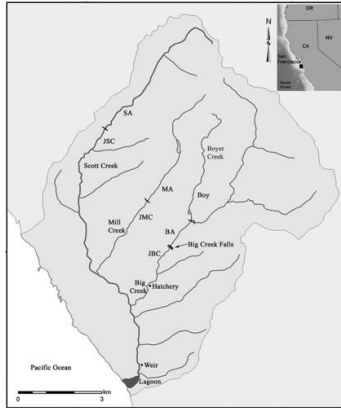 OR
N
CA
NV
San
Francisco
Pacific
Ocean
SA
JSC
Scott Creek
Boyer
Creek
MA
Boy
Mill
Creek
JMC
BA
Big Creek Falls
JBC
Big
Creek
Hatchery
Pacific Ocean
Weir
Lagoon
0
3
km